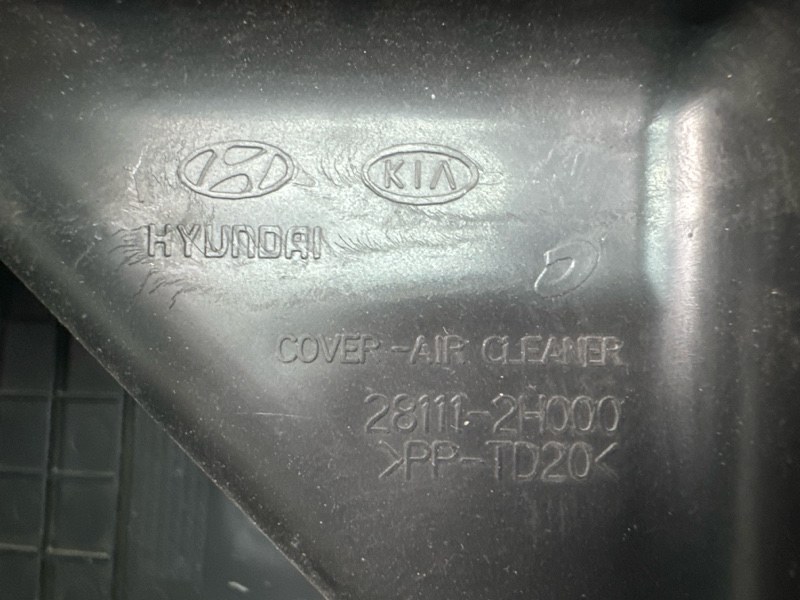 KIA
HYUNDAI
COVER-AIR CLEANER
28111-2H000
>PP-TD20<